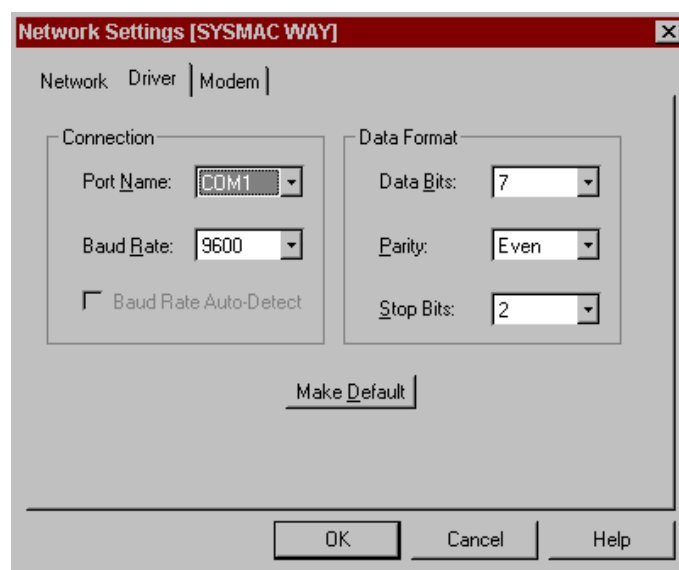 Network Settings [SYSMAC WAY]
Network Driver Modem
Connection
Port Name: COM1
Baud Rate: 9600
Baud Rate Auto-Detect
Data Format
Data Bits: 7
Parity: Even
Stop Bits: 2
Make Default
OK Cancel Help